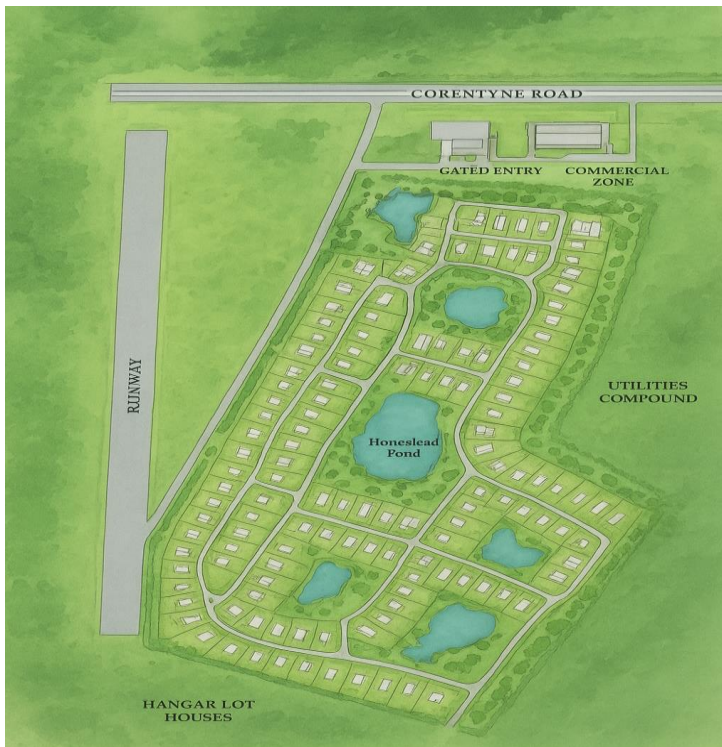 CORENTYNE ROAD
GATED ENTRY
COMMERCIAL
ZONE
RUNWAY
UTILITIES
COMPOUND
Honeslead
Pond
HANGAR LOT
HOUSES